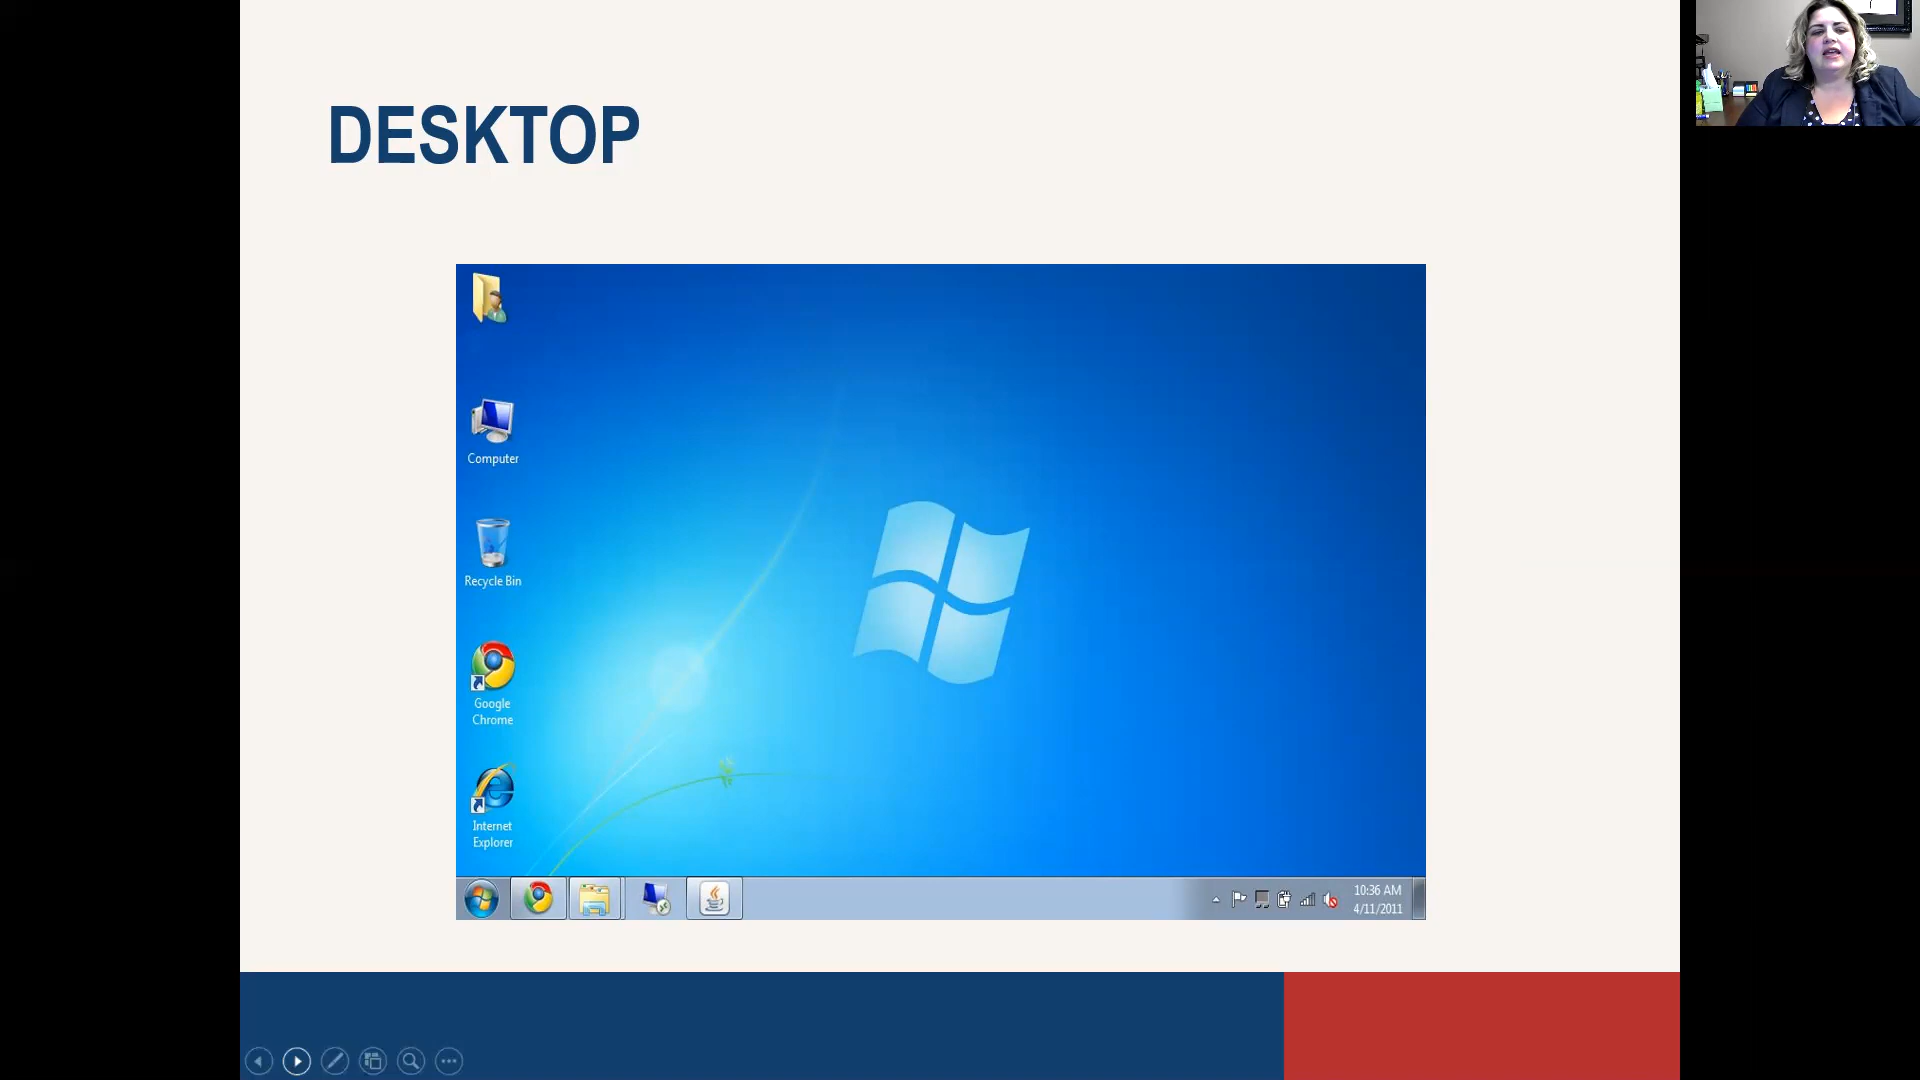 DESKTOP
Computer
Recycle Bin
Google
Chrome
Internet
Explorer
10:36 AM
4/11/2011